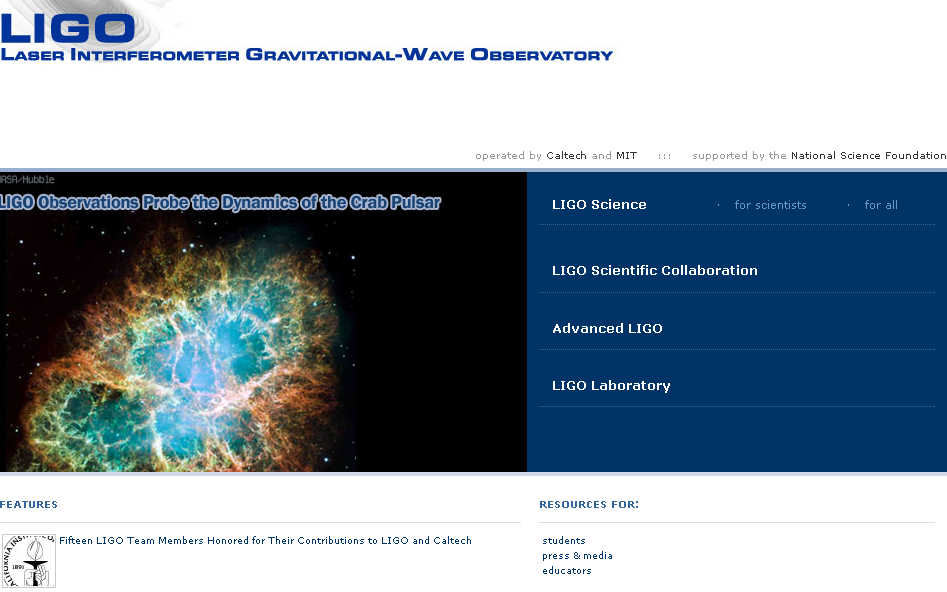 LIGO
Laser Interferometer Gravitational-Wave Observatory
operated by Caltech and MIT ::: supported by the National Science Foundation
NASA/Hubble
LIGO Observations Probe the Dynamics of the Crab Pulsar
LIGO Science · for scientists · for all
LIGO Scientific Collaboration
Advanced LIGO
LIGO Laboratory
FEATURES
RESOURCES FOR:
Fifteen LIGO Team Members Honored for Their Contributions to LIGO and Caltech
students
press & media
educators
1891